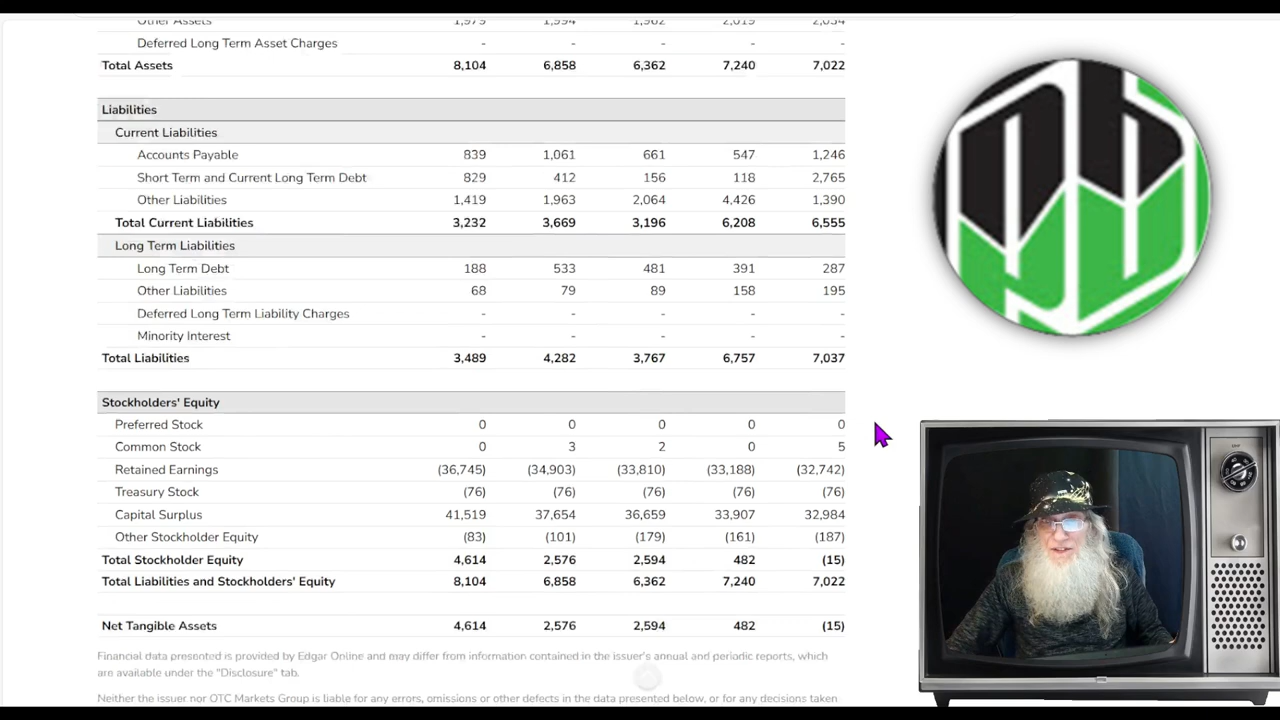 Other Assets 1,975 1,994 1,962 2,019 2,034
Deferred Long Term Asset Charges - - - - -
Total Assets 8,104 6,858 6,362 7,240 7,022
Liabilities
Current Liabilities
Accounts Payable 839 1,061 661 547 1,246
Short Term and Current Long Term Debt 829 412 156 118 2,765
Other Liabilities 1,419 1,963 2,064 4,426 1,390
Total Current Liabilities 3,232 3,669 3,196 6,208 6,555
Long Term Liabilities
Long Term Debt 188 533 481 391 287
Other Liabilities 68 79 89 158 195
Deferred Long Term Liability Charges - - - - -
Minority Interest - - - - -
Total Liabilities 3,489 4,282 3,767 6,757 7,037
Stockholders' Equity
Preferred Stock 0 0 0 0 0
Common Stock 0 3 2 0 5
Retained Earnings (36,745) (34,903) (33,810) (33,188) (32,742)
Treasury Stock (76) (76) (76) (76) (76)
Capital Surplus 41,519 37,654 36,659 33,907 32,984
Other Stockholder Equity (83) (101) (179) (161) (187)
Total Stockholder Equity 4,614 2,576 2,594 482 (15)
Total Liabilities and Stockholders' Equity 8,104 6,858 6,362 7,240 7,022
Net Tangible Assets 4,614 2,576 2,594 482 (15)
Financial data presented is provided by Edgar Online and may differ from information contained in the issuer's annual and periodic reports, which
are available under the "Disclosure" tab.
Neither the issuer nor OTC Markets Group is liable for any errors, omissions or other defects in the data presented below, or for any decisions taken